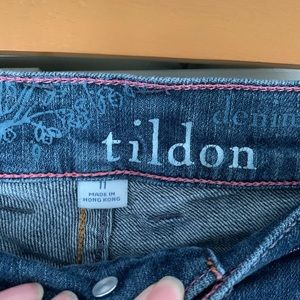 denim
tildon
11
MADE IN
HONG KONG